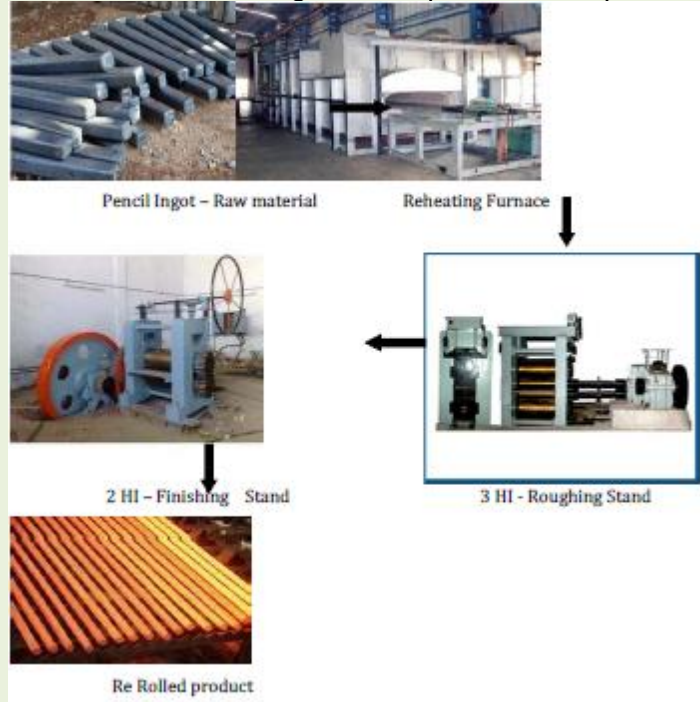 Pencil Ingot – Raw material Reheating Furnace
2 HI – Finishing Stand 3 HI - Roughing Stand
Re Rolled product